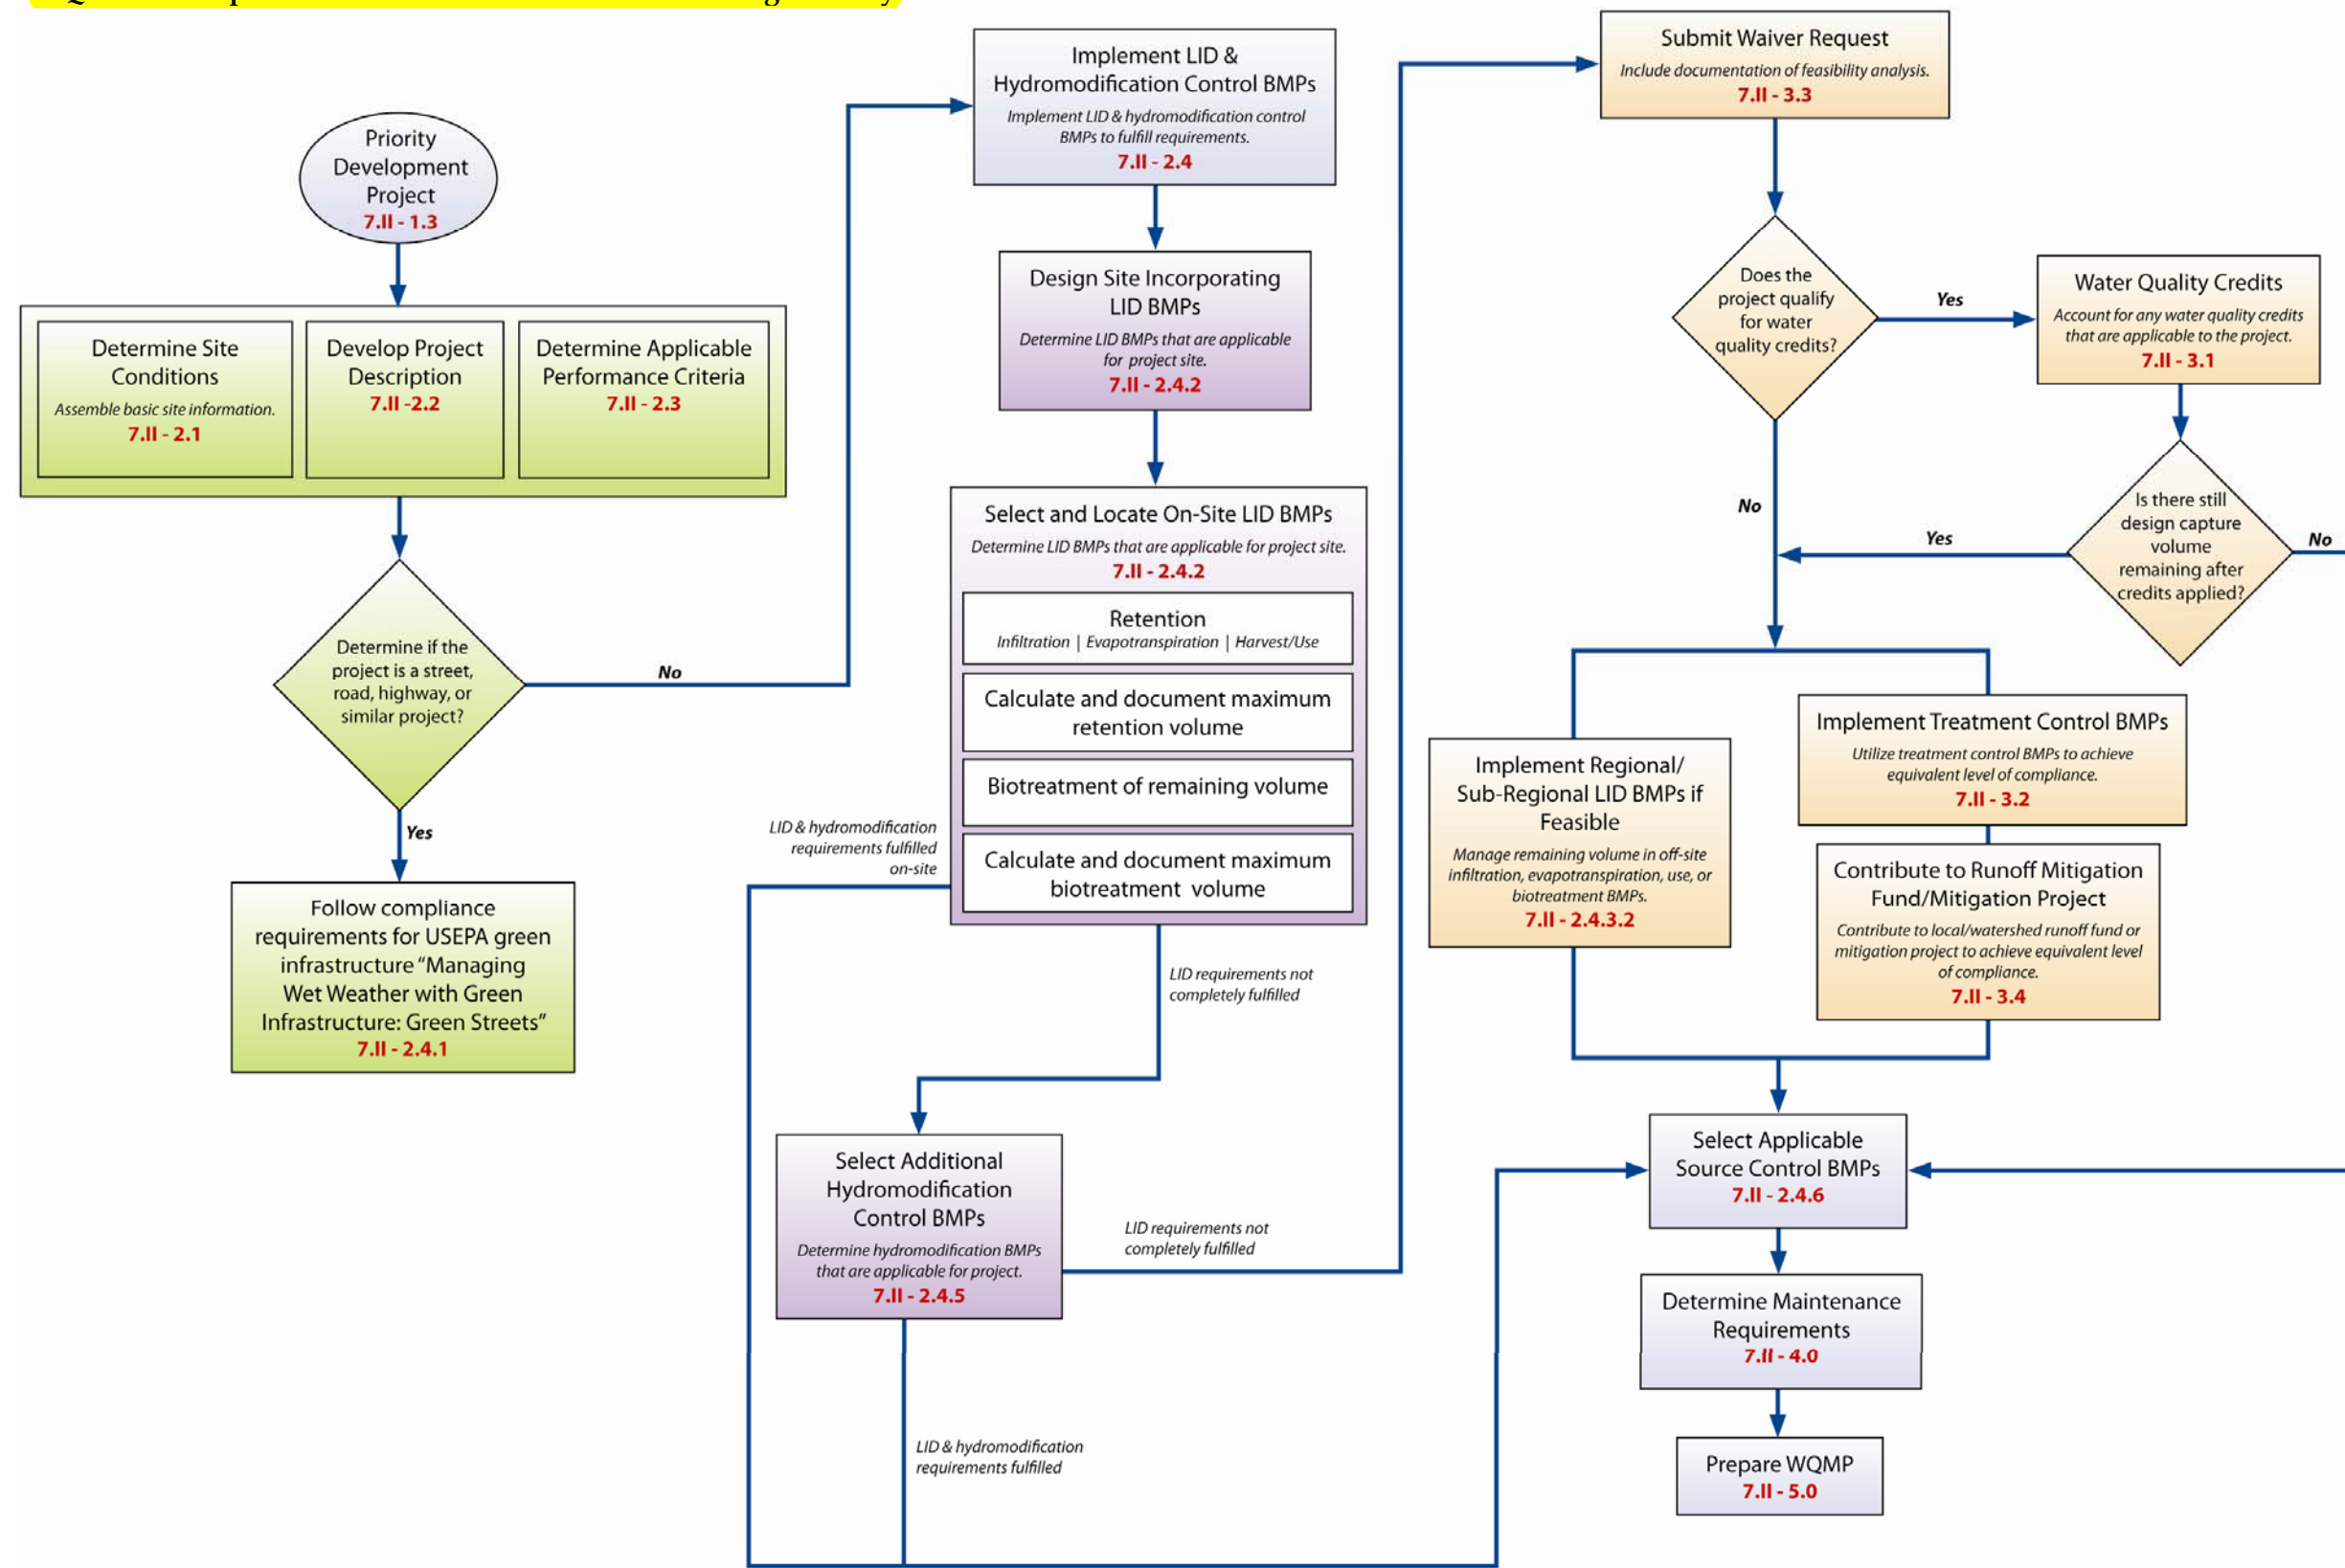 Priority
Development
Project
7.II - 1.3
Determine Site
Conditions
Assemble basic site information.
7.II - 2.1
Develop Project
Description
7.II -2.2
Determine Applicable
Performance Criteria
7.II - 2.3
Determine if the
project is a street,
road, highway, or
similar project?
No
Yes
Follow compliance
requirements for USEPA green
infrastructure “Managing
Wet Weather with Green
Infrastructure: Green Streets”
7.II - 2.4.1
Implement LID &
Hydromodification Control BMPs
Implement LID & hydromodification control
BMPs to fulfill requirements.
7.II - 2.4
Design Site Incorporating
LID BMPs
Determine LID BMPs that are applicable
for project site.
7.II - 2.4.2
Select and Locate On-Site LID BMPs
Determine LID BMPs that are applicable for project site.
7.II - 2.4.2
Retention
Infiltration | Evapotranspiration | Harvest/Use
Calculate and document maximum
retention volume
Biotreatment of remaining volume
Calculate and document maximum
biotreatment volume
LID & hydromodification
requirements fulfilled
on-site
LID requirements not
completely fulfilled
Select Additional
Hydromodification
Control BMPs
Determine hydromodification BMPs
that are applicable for project.
7.II - 2.4.5
LID requirements not
completely fulfilled
LID & hydromodification
requirements fulfilled
Submit Waiver Request
Include documentation of feasibility analysis.
7.II - 3.3
Does the
project qualify
for water
quality credits?
Yes
Water Quality Credits
Account for any water quality credits
that are applicable to the project.
7.II - 3.1
No
Is there still
design capture
volume
remaining after
credits applied?
Yes
No
Implement Regional/
Sub-Regional LID BMPs if
Feasible
Manage remaining volume in off-site
infiltration, evapotranspiration, use, or
biotreatment BMPs.
7.II - 2.4.3.2
Implement Treatment Control BMPs
Utilize treatment control BMPs to achieve
equivalent level of compliance.
7.II - 3.2
Contribute to Runoff Mitigation
Fund/Mitigation Project
Contribute to local/watershed runoff fund or
mitigation project to achieve equivalent level
of compliance.
7.II - 3.4
Select Applicable
Source Control BMPs
7.II - 2.4.6
Determine Maintenance
Requirements
7.II - 4.0
Prepare WQMP
7.II - 5.0